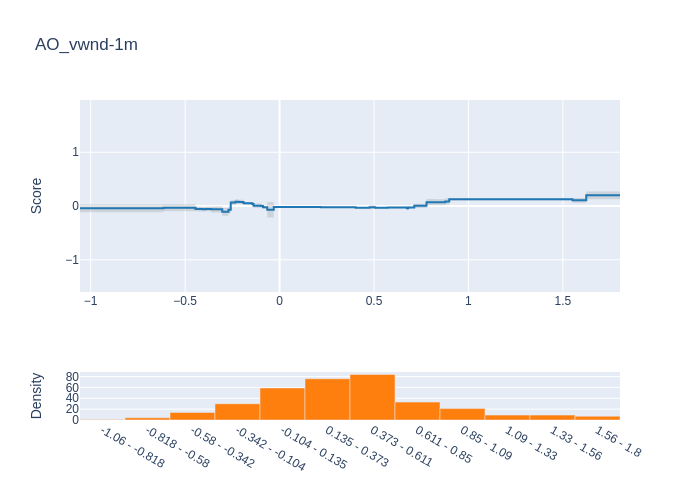 AO_vwnd-1m
Score
1
0
−1
−1
−0.5
0
0.5
1
1.5
Density
80
60
40
20
0
-1.06 - -0.818
-0.818 - -0.58
-0.58 - -0.342
-0.342 - -0.104
-0.104 - 0.135
0.135 - 0.373
0.373 - 0.611
0.611 - 0.85
0.85 - 1.09
1.09 - 1.33
1.33 - 1.56
1.56 - 1.8